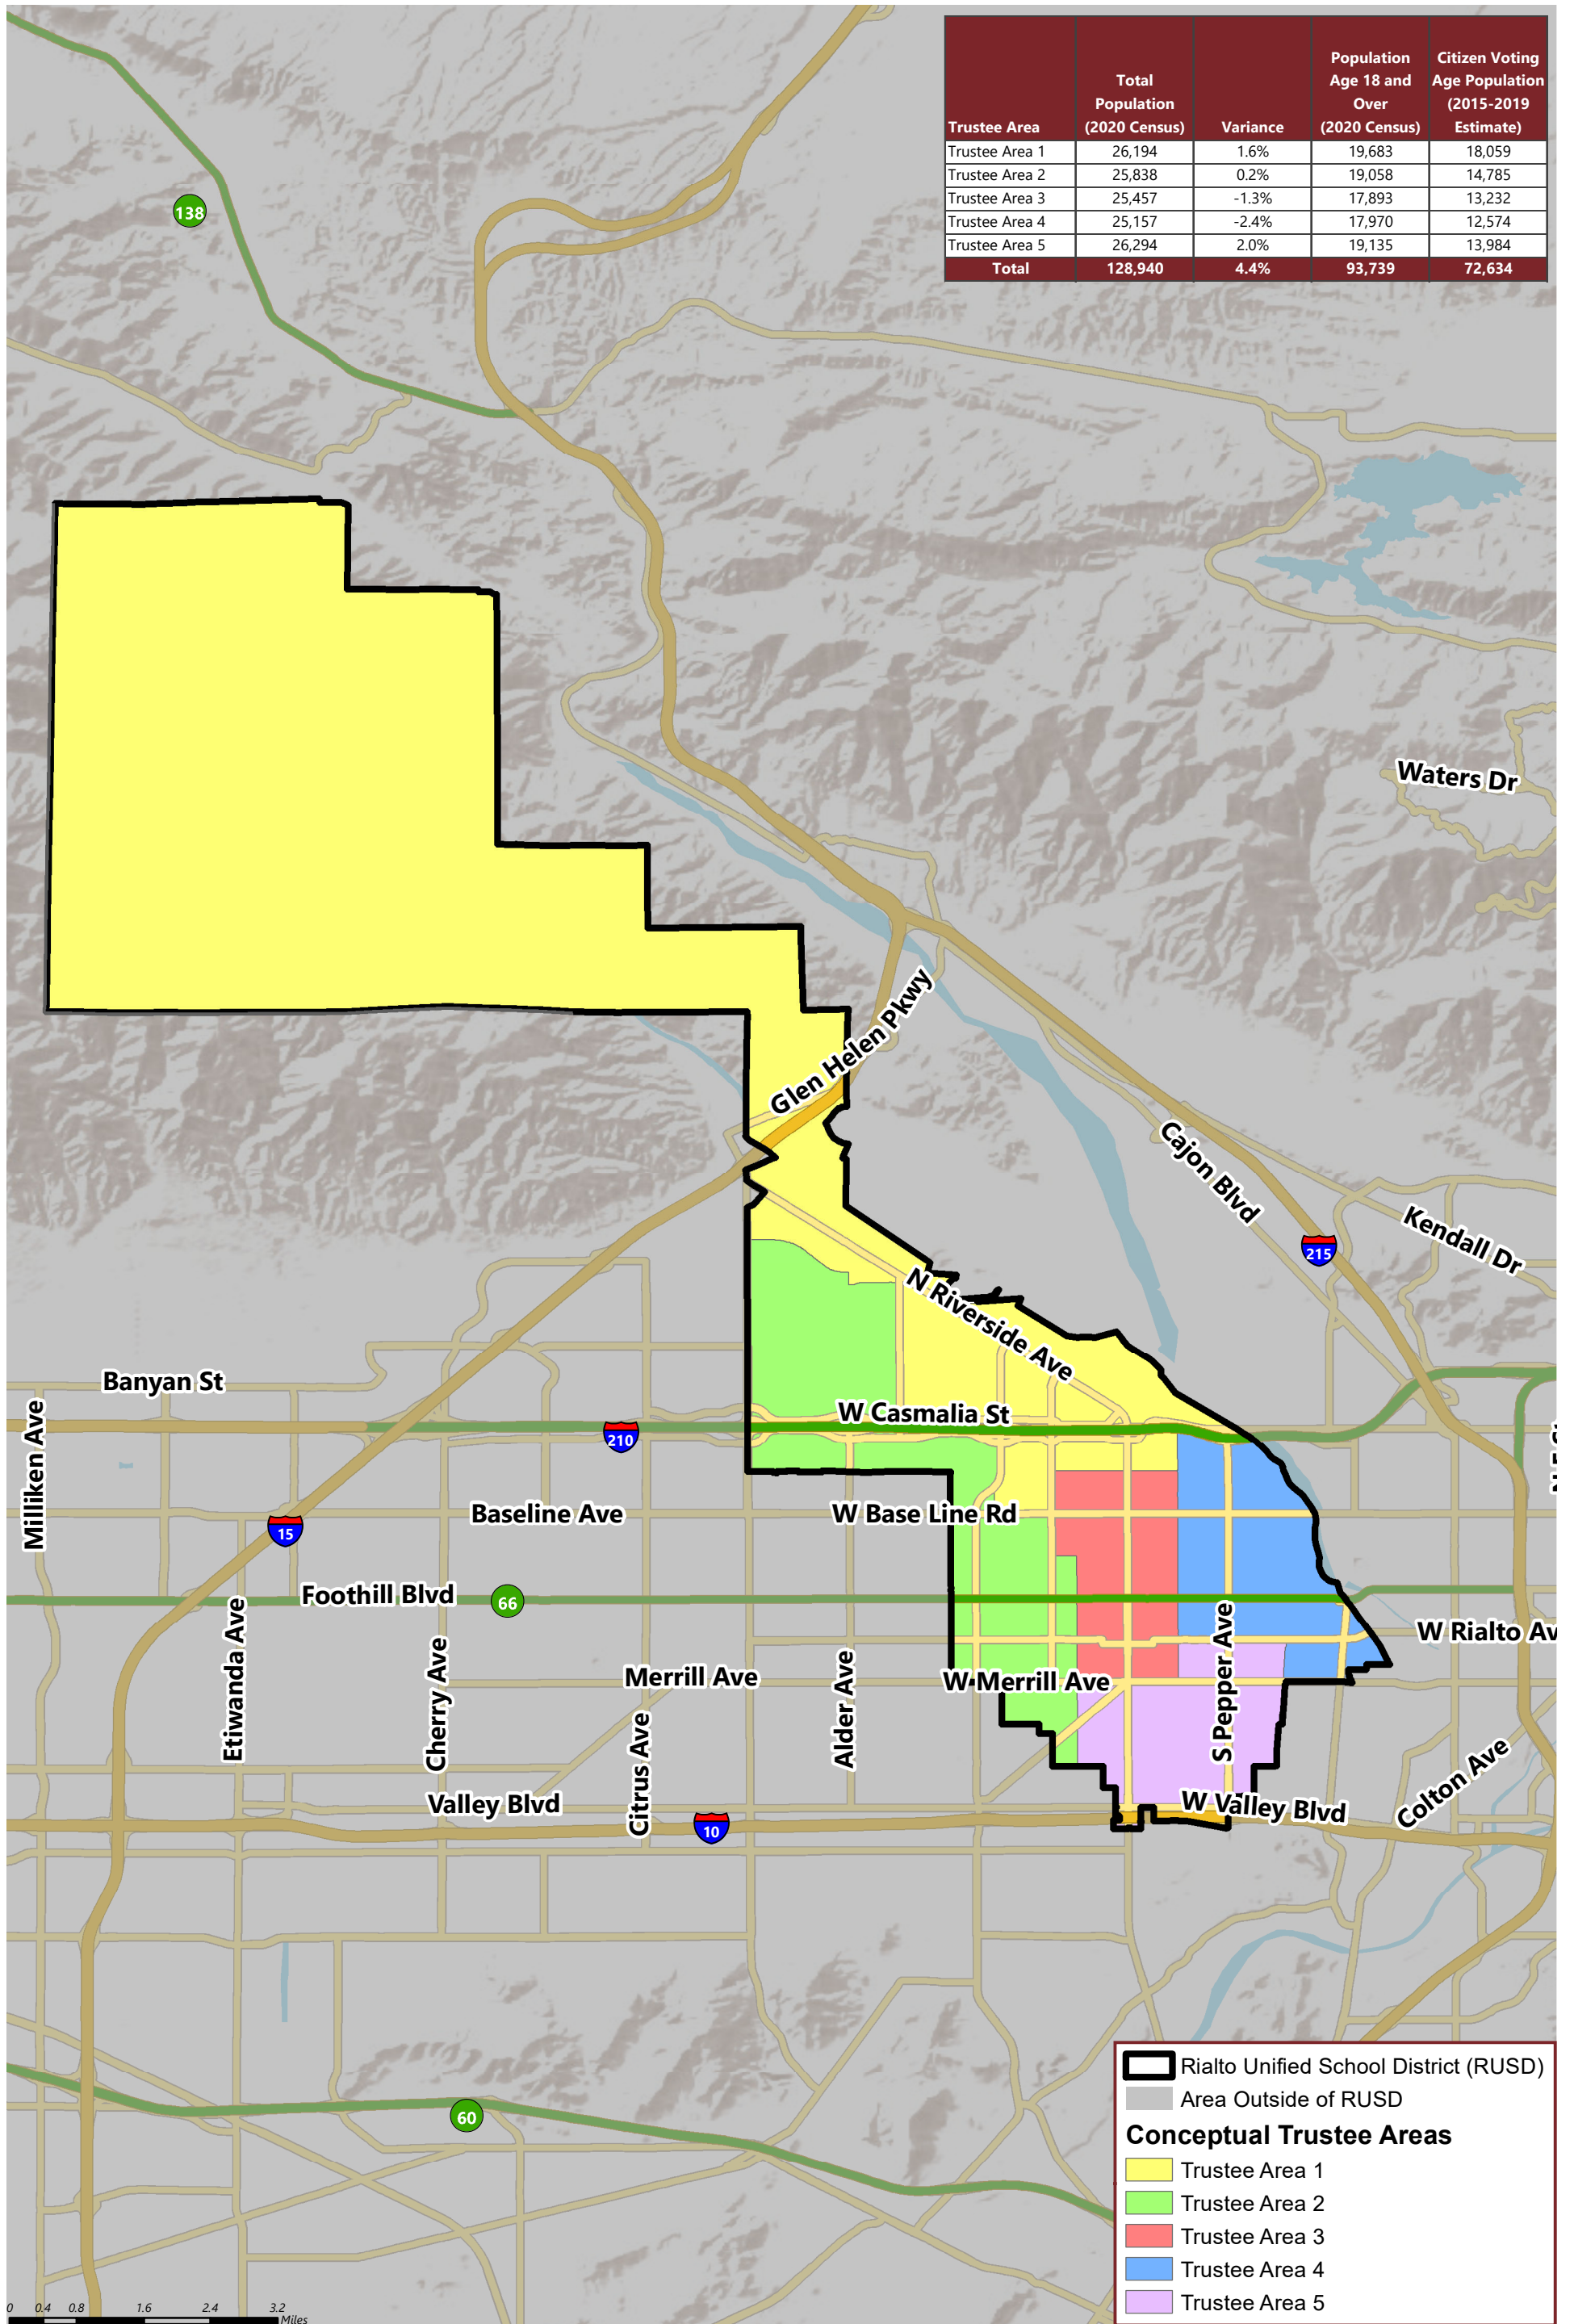 Trustee Area Total Population (2020 Census) Variance Population Age 18 and Over (2020 Census) Citizen Voting Age Population (2015-2019 Estimate)
Trustee Area 1 26,194 1.6% 19,683 18,059
Trustee Area 2 25,838 0.2% 19,058 14,785
Trustee Area 3 25,457 -1.3% 17,893 13,232
Trustee Area 4 25,157 -2.4% 17,970 12,574
Trustee Area 5 26,294 2.0% 19,135 13,984
Total 128,940 4.4% 93,739 72,634
138
Waters Dr
Glen Helen Pkwy
Cajon Blvd
Kendall Dr
215
N Riverside Ave
Banyan St
W Casmalia St
210
Milliken Ave
Baseline Ave
W Base Line Rd
15
Foothill Blvd
66
Etiwanda Ave
Cherry Ave
Merrill Ave
Citrus Ave
Alder Ave
W Merrill Ave
S Pepper Ave
W Rialto Av
Valley Blvd
10
W Valley Blvd
Colton Ave
60
Rialto Unified School District (RUSD)
Area Outside of RUSD
Conceptual Trustee Areas
Trustee Area 1
Trustee Area 2
Trustee Area 3
Trustee Area 4
Trustee Area 5
0 0.4 0.8 1.6 2.4 3.2
Miles